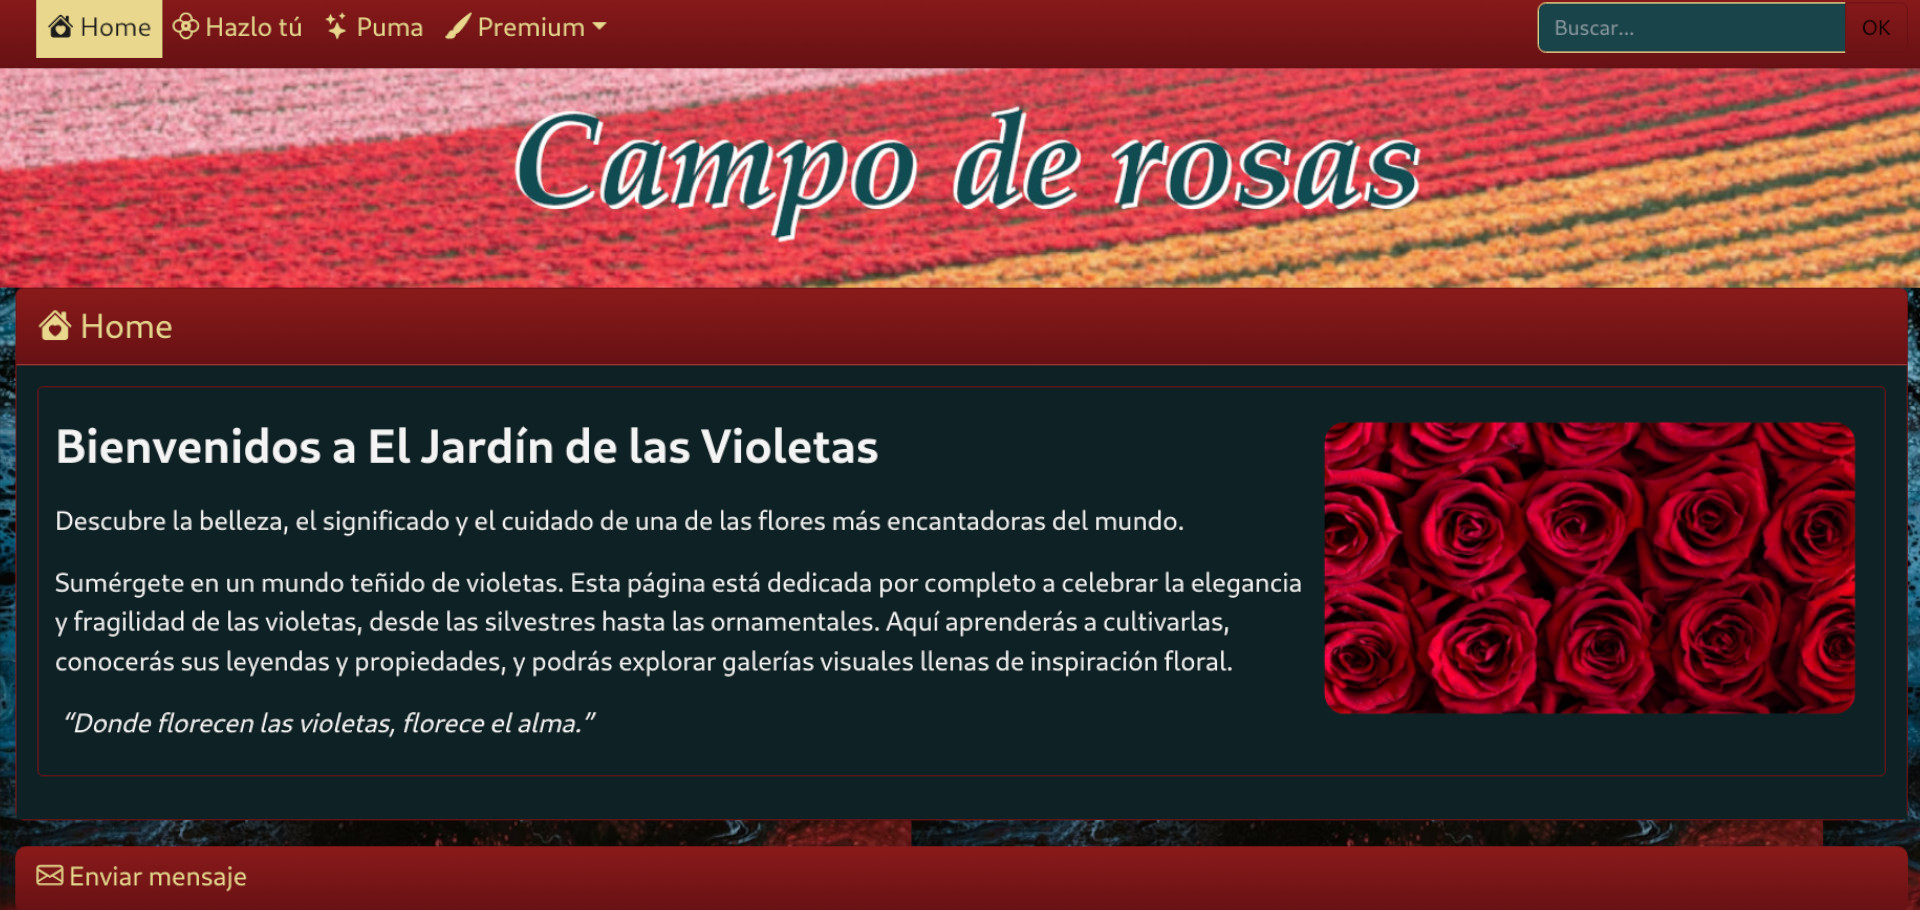 Home Hazlo tú Puma Premium Buscar... OK
Campo de rosas
Home
Bienvenidos a El Jardín de las Violetas
Descubre la belleza, el significado y el cuidado de una de las flores más encantadoras del mundo.
Sumérgete en un mundo teñido de violetas. Esta página está dedicada por completo a celebrar la elegancia
y fragilidad de las violetas, desde las silvestres hasta las ornamentales. Aquí aprenderás a cultivarlas,
conocerás sus leyendas y propiedades, y podrás explorar galerías visuales llenas de inspiración floral.
“Donde florecen las violetas, florece el alma.”
Enviar mensaje